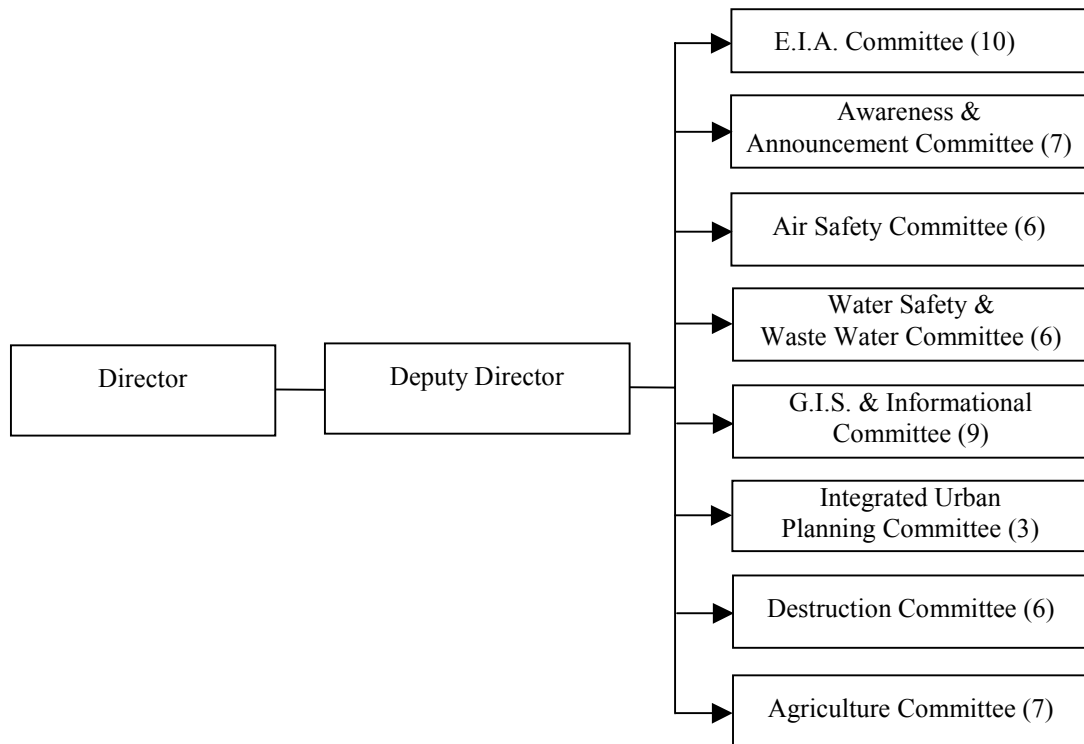 Director
Deputy Director
E.I.A. Committee (10)
Awareness &
Announcement Committee (7)
Air Safety Committee (6)
Water Safety &
Waste Water Committee (6)
G.I.S. & Informational
Committee (9)
Integrated Urban
Planning Committee (3)
Destruction Committee (6)
Agriculture Committee (7)